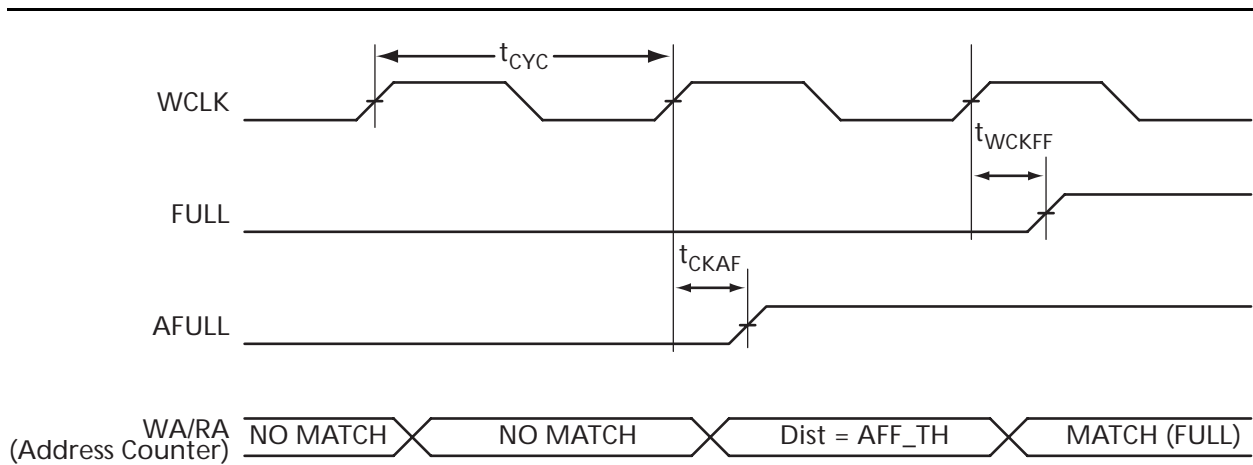 tCYC
WCLK
tWCKFF
FULL
tCKAF
AFULL
WA/RA
(Address Counter)
NO MATCH
NO MATCH
Dist = AFF_TH
MATCH (FULL)